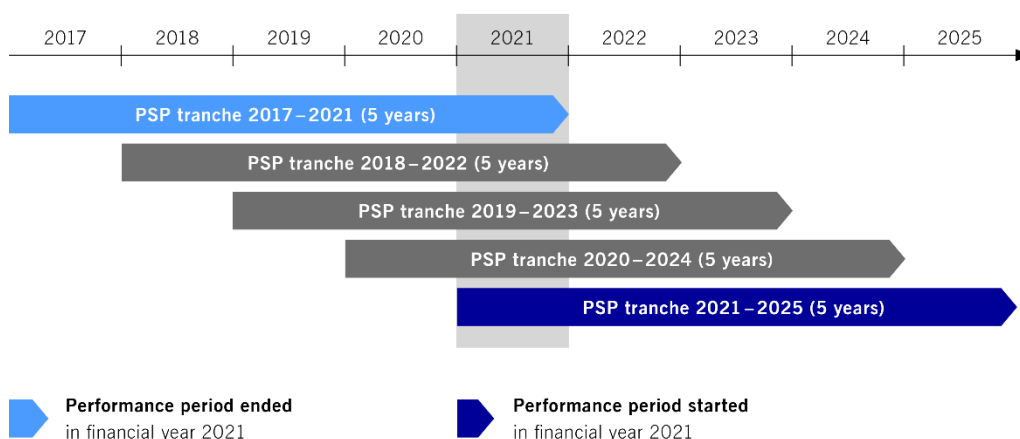 2017 2018 2019 2020 2021 2022 2023 2024 2025
PSP tranche 2017–2021 (5 years)
PSP tranche 2018–2022 (5 years)
PSP tranche 2019–2023 (5 years)
PSP tranche 2020–2024 (5 years)
PSP tranche 2021–2025 (5 years)
Performance period ended
in financial year 2021
Performance period started
in financial year 2021